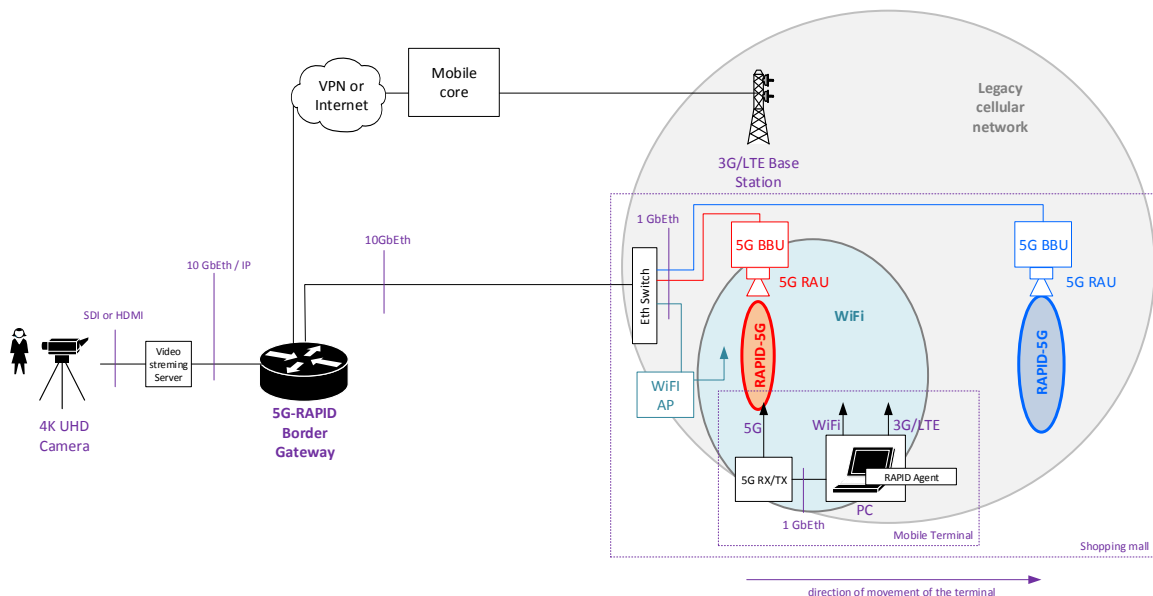 VPN or
Internet
Mobile
core
Legacy
cellular
network
3G/LTE Base
Station
1 GbEth
10GbEth
10 GbEth / IP
SDI or HDMI
5G BBU
5G BBU
5G RAU
5G RAU
Eth Switch
WiFi
RAPID-5G
RAPID-5G
Video
streming
Server
WiFI
AP
4K UHD
Camera
5G-RAPID
Border
Gateway
5G
WiFi
3G/LTE
5G RX/TX
RAPID Agent
PC
1 GbEth
Mobile Terminal
Shopping mall
direction of movement of the terminal